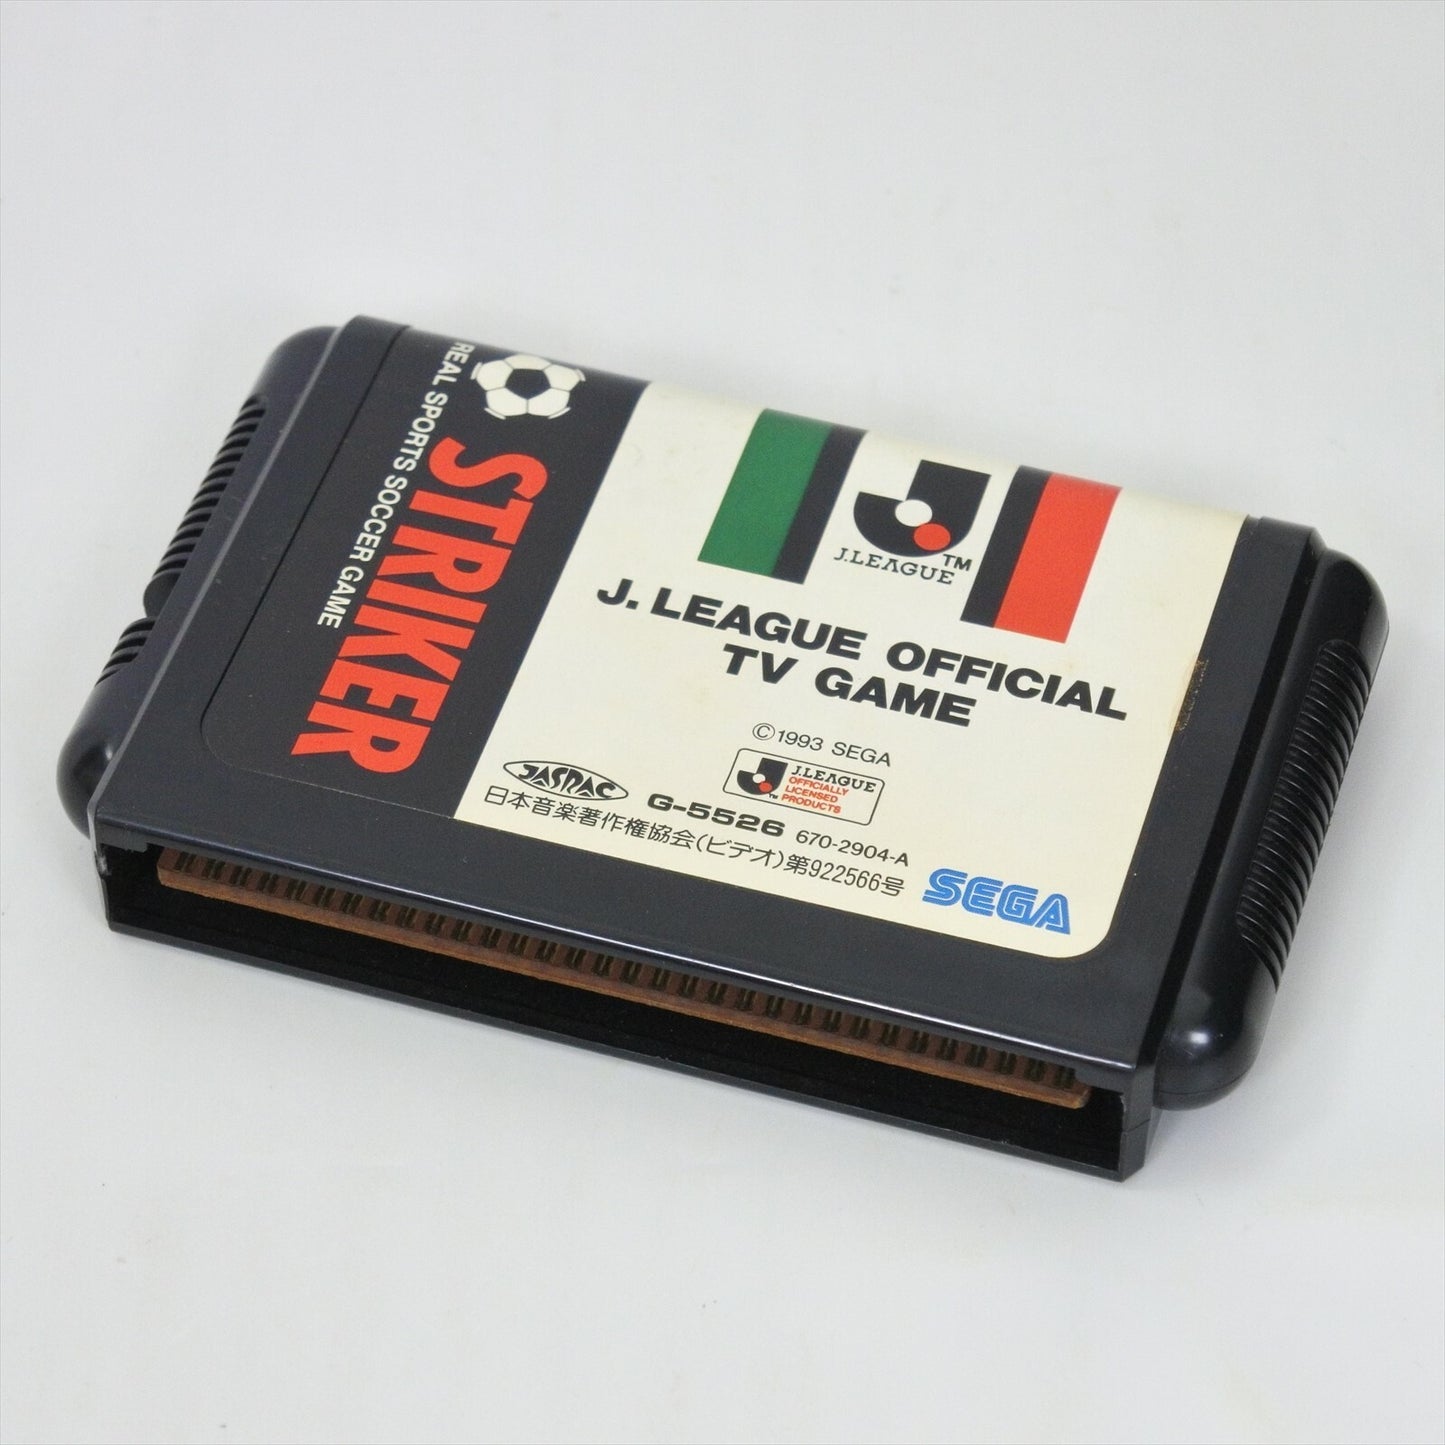 REAL SPORTS SOCCER GAME
STRIKER
J.LEAGUE™
J. LEAGUE OFFICIAL
TV GAME
©1993 SEGA
J.LEAGUE
OFFICIALLY
LICENSED
PRODUCTS
™
JASRAC
G-5526 670-2904-A
日本音楽著作権協会(ビデオ)第922566号
SEGA